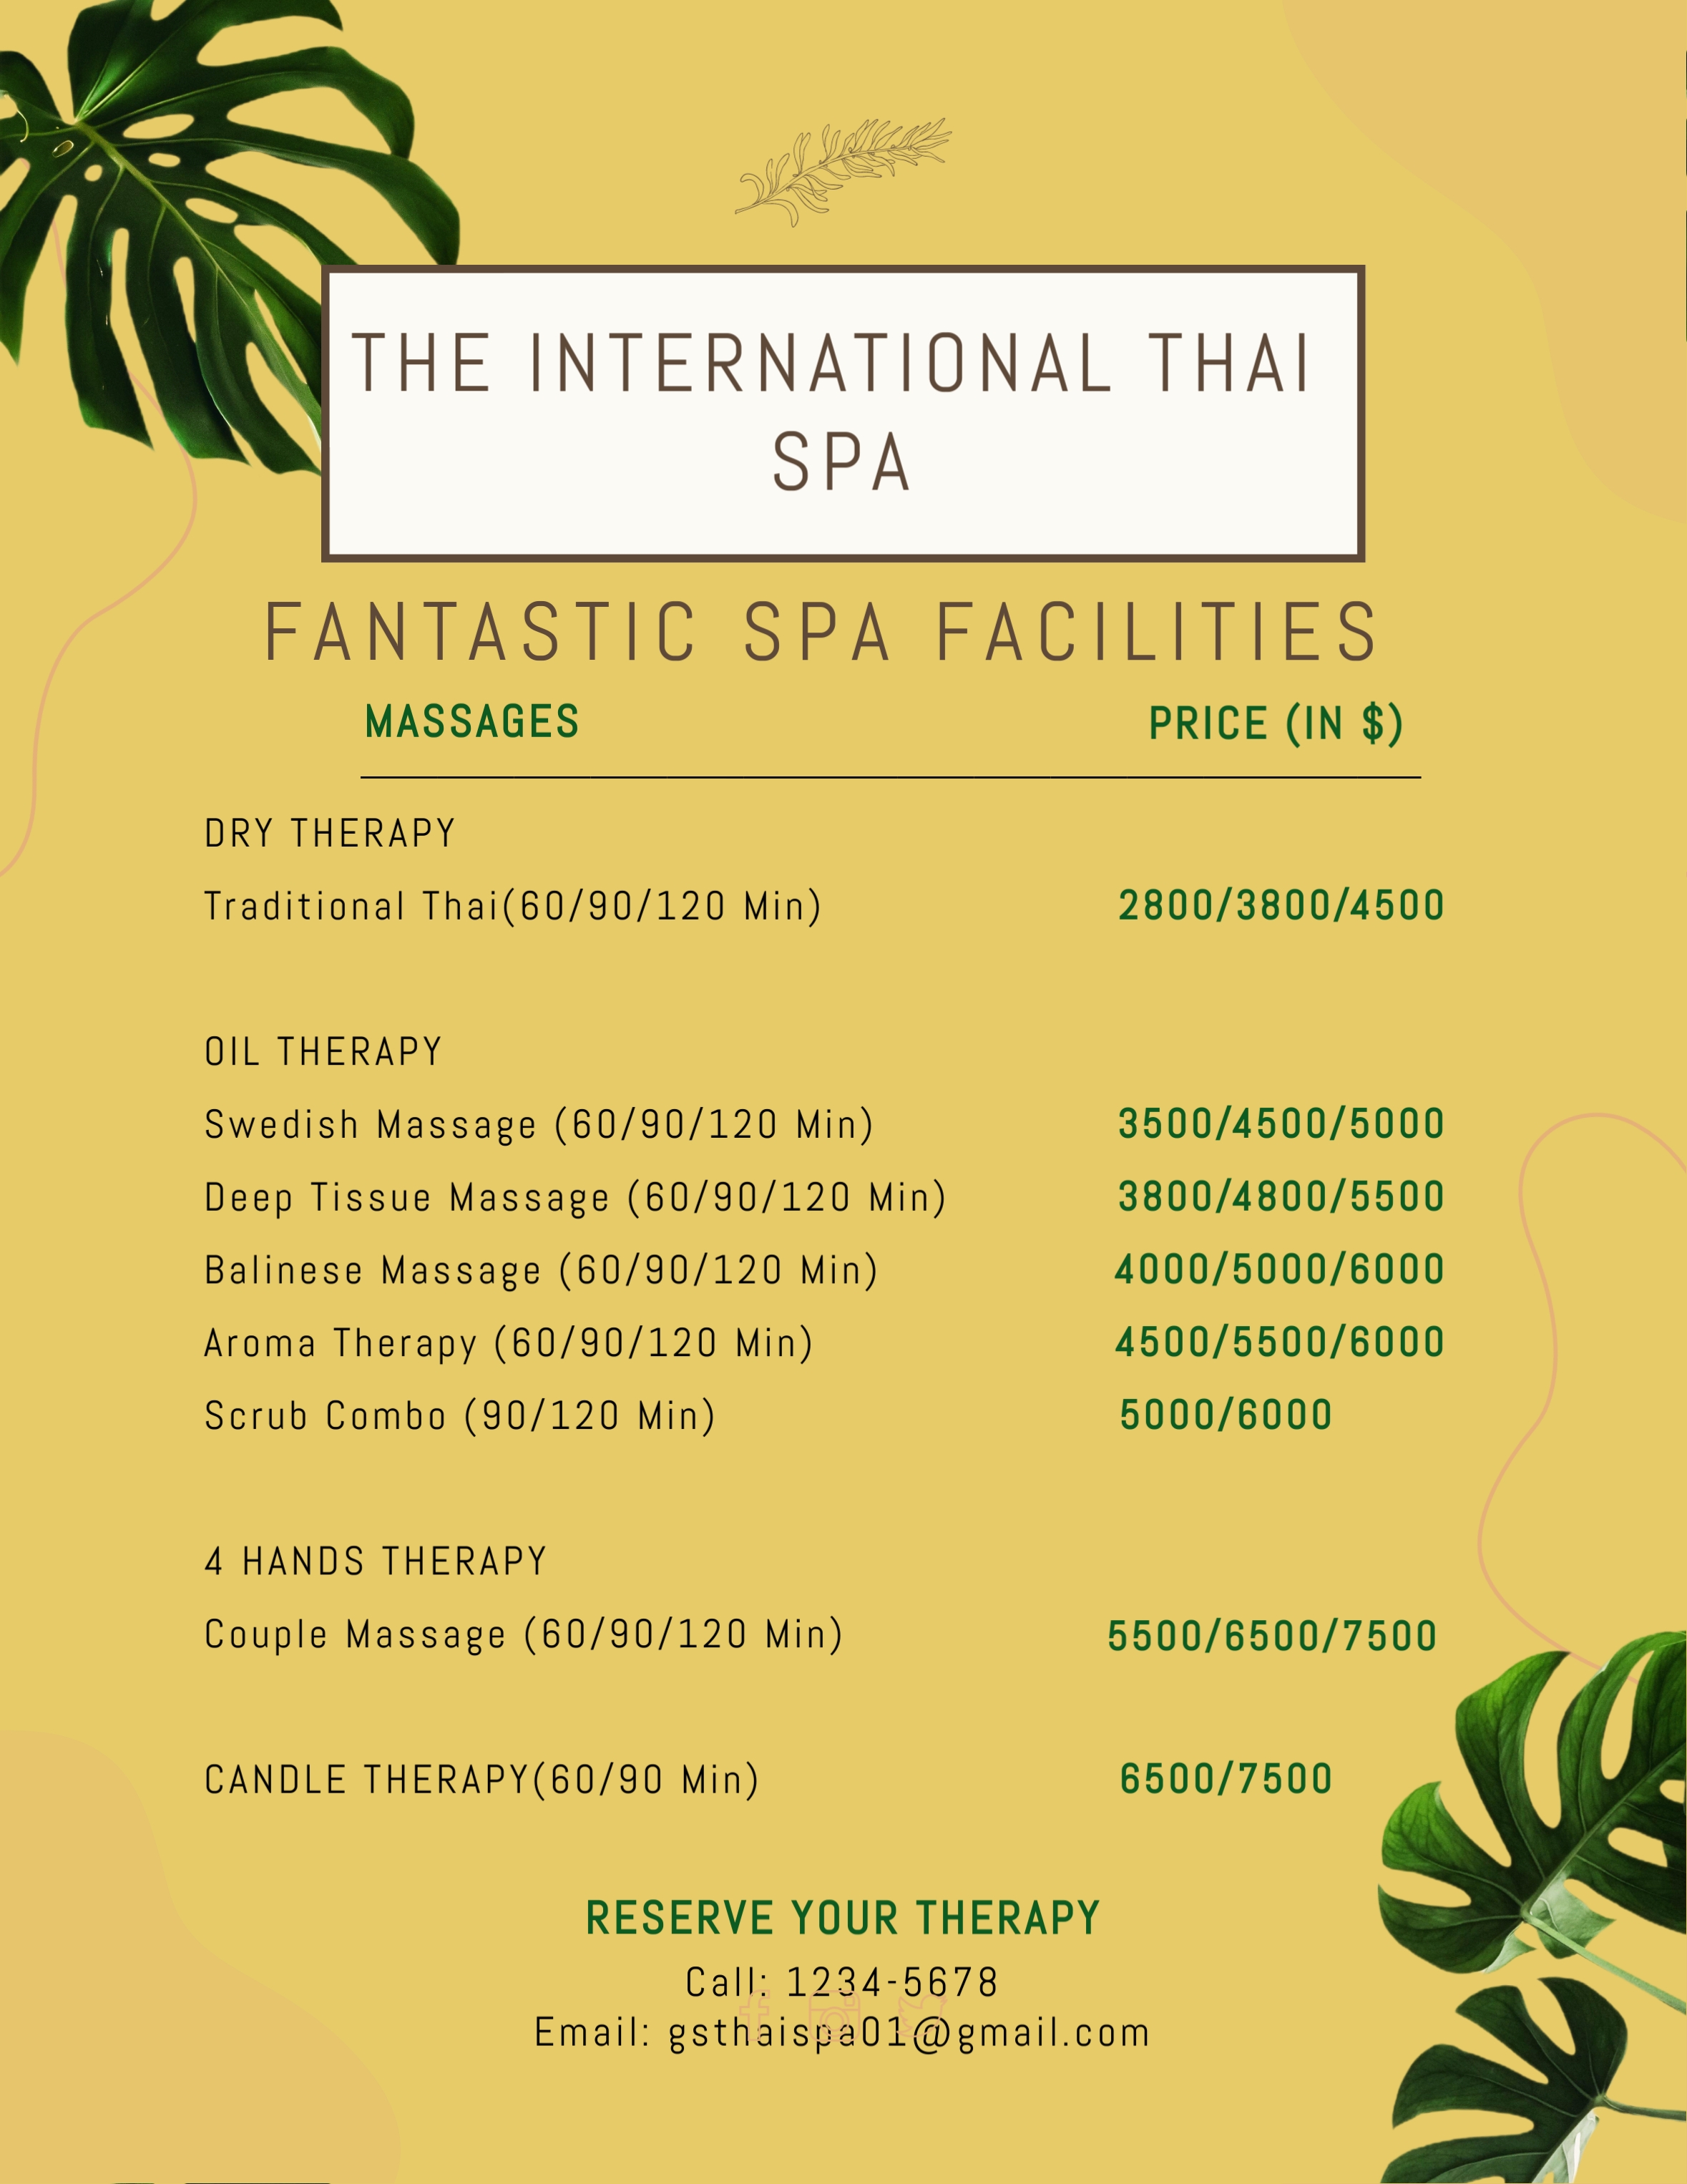 THE INTERNATIONAL THAI
SPA
FANTASTIC SPA FACILITIES
MASSAGES PRICE (IN $)
DRY THERAPY
Traditional Thai(60/90/120 Min) 2800/3800/4500
OIL THERAPY
Swedish Massage (60/90/120 Min) 3500/4500/5000
Deep Tissue Massage (60/90/120 Min) 3800/4800/5500
Balinese Massage (60/90/120 Min) 4000/5000/6000
Aroma Therapy (60/90/120 Min) 4500/5500/6000
Scrub Combo (90/120 Min) 5000/6000
4 HANDS THERAPY
Couple Massage (60/90/120 Min) 5500/6500/7500
CANDLE THERAPY(60/90 Min) 6500/7500
RESERVE YOUR THERAPY
Call: 1234-5678
Email: gsthaispa01@gmail.com